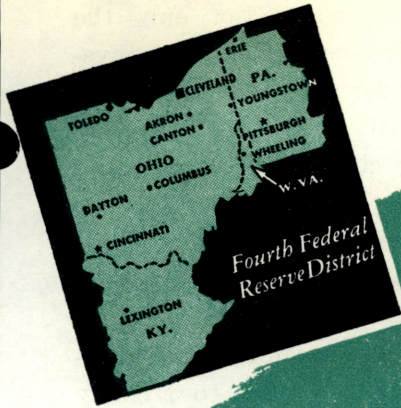 ERIE
CLEVELAND
PA.
TOLEDO
AKRON
YOUNGSTOWN
CANTON
PITTSBURGH
OHIO
WHEELING
COLUMBUS
W. VA.
DAYTON
CINCINNATI
Fourth Federal
Reserve District
LEXINGTON
KY.